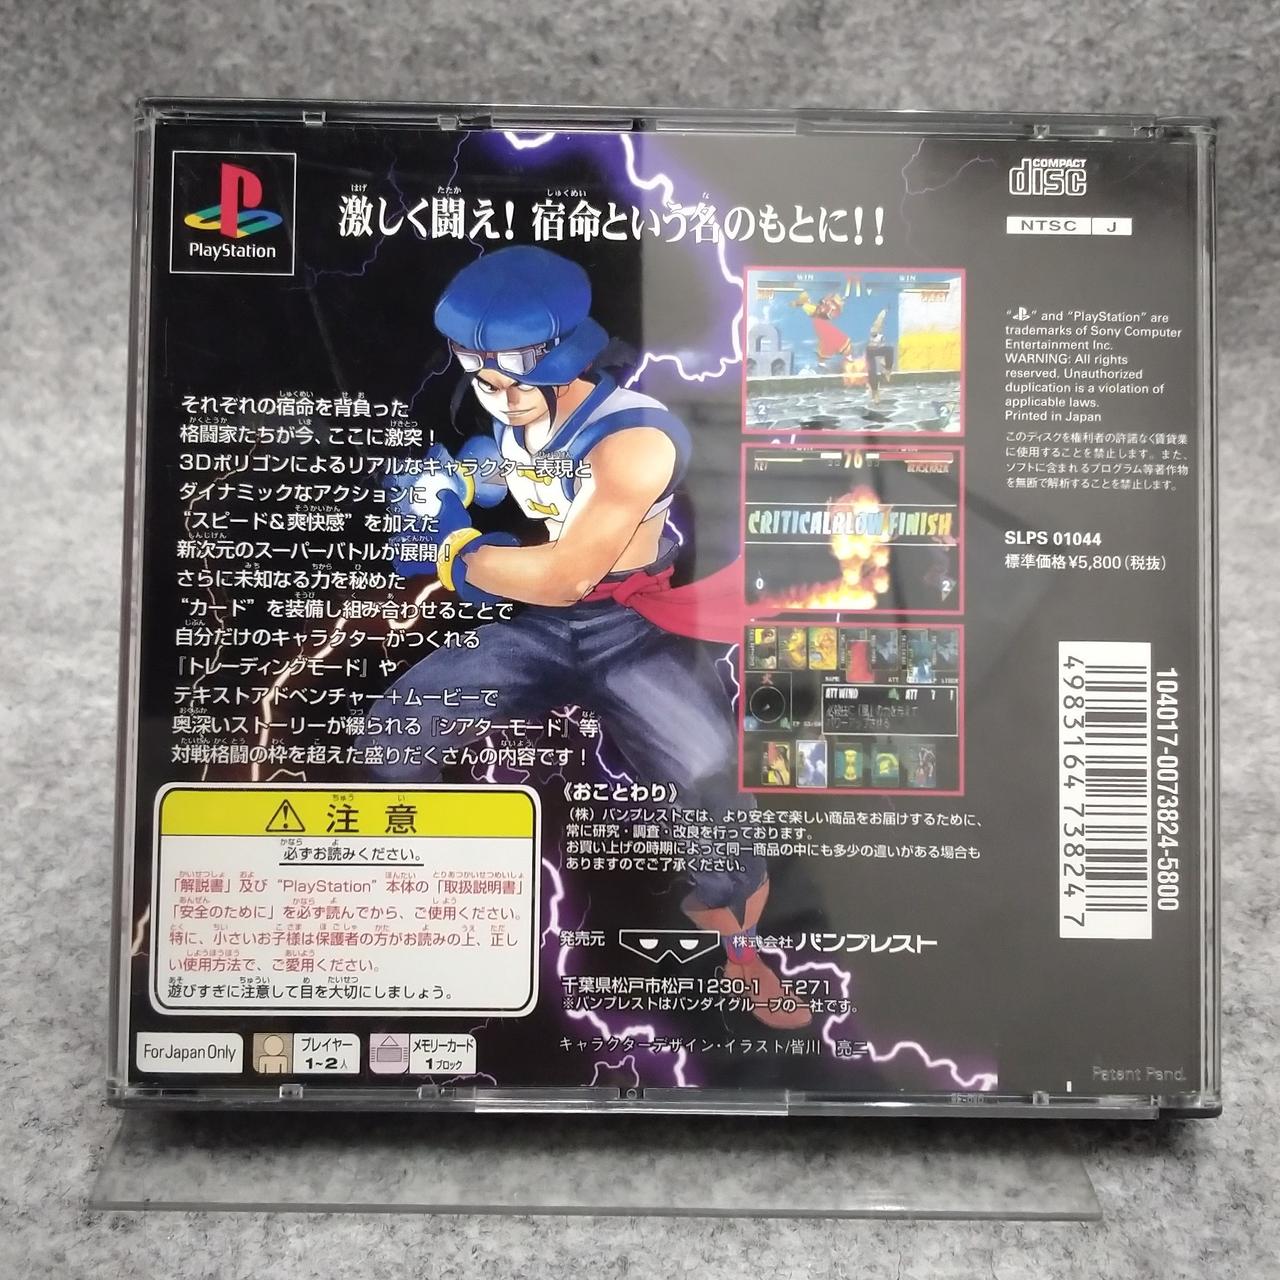 PlayStation
激しく闘え！宿命という名のもとに！！
COMPACT
disc
NTSC J
それぞれの宿命を背負った
格闘家たちが今、ここに激突！
3Dポリゴンによるリアルなキャラクター表現と
ダイナミックなアクションに
“スピード&爽快感”を加えた
新次元のスーパーバトルが展開！
さらに未知なる力を秘めた
“カード”を装備し組み合わせることで
自分だけのキャラクターがつくれる
『トレーディングモード』や
テキストアドベンチャー＋ムービーで
奥深いストーリーが綴られる『シアターモード』等
対戦格闘の枠を超えた盛りだくさんの内容です！
WIN WIN
2 2
76
CRITICALBLOW FINISH
0 2
火
NAME ATT
ATT WIND ATT 1 1
“ ” and “PlayStation” are
trademarks of Sony Computer
Entertainment Inc.
WARNING: All rights
reserved. Unauthorized
duplication is a violation of
applicable laws.
Printed in Japan
このディスクを権利者の許諾なく賃貸業
に使用することを禁止します。また、
ソフトに含まれるプログラム等著作物
を無断で解析することを禁止します。
SLPS 01044
標準価格¥5,800（税抜）
104017-0073824-5800
4983164 738247
注意
必ずお読みください。
「解説書」及び“PlayStation”本体の「取扱説明書」
「安全のために」を必ず読んでから、ご使用ください。
特に、小さいお子様は保護者の方がお読みの上、正し
い使用方法で、ご愛用ください。
遊びすぎに注意して目を大切にしましょう。
《おことわり》
（株）バンプレストでは、より安全で楽しい商品をお届けするために、
常に研究・調査・改良を行っております。
お買い上げの時期によって同一商品の中にも多少の違いがある場合も
ありますのでご了承ください。
発売元 株式会社バンプレスト
千葉県松戸市松戸1230-1 〒271
※バンプレストはバンダイグループの一社です。
キャラクターデザイン・イラスト/皆川 亮二
For Japan Only
プレイヤー
1~2人
メモリーカード
1ブロック
Patent Pend.